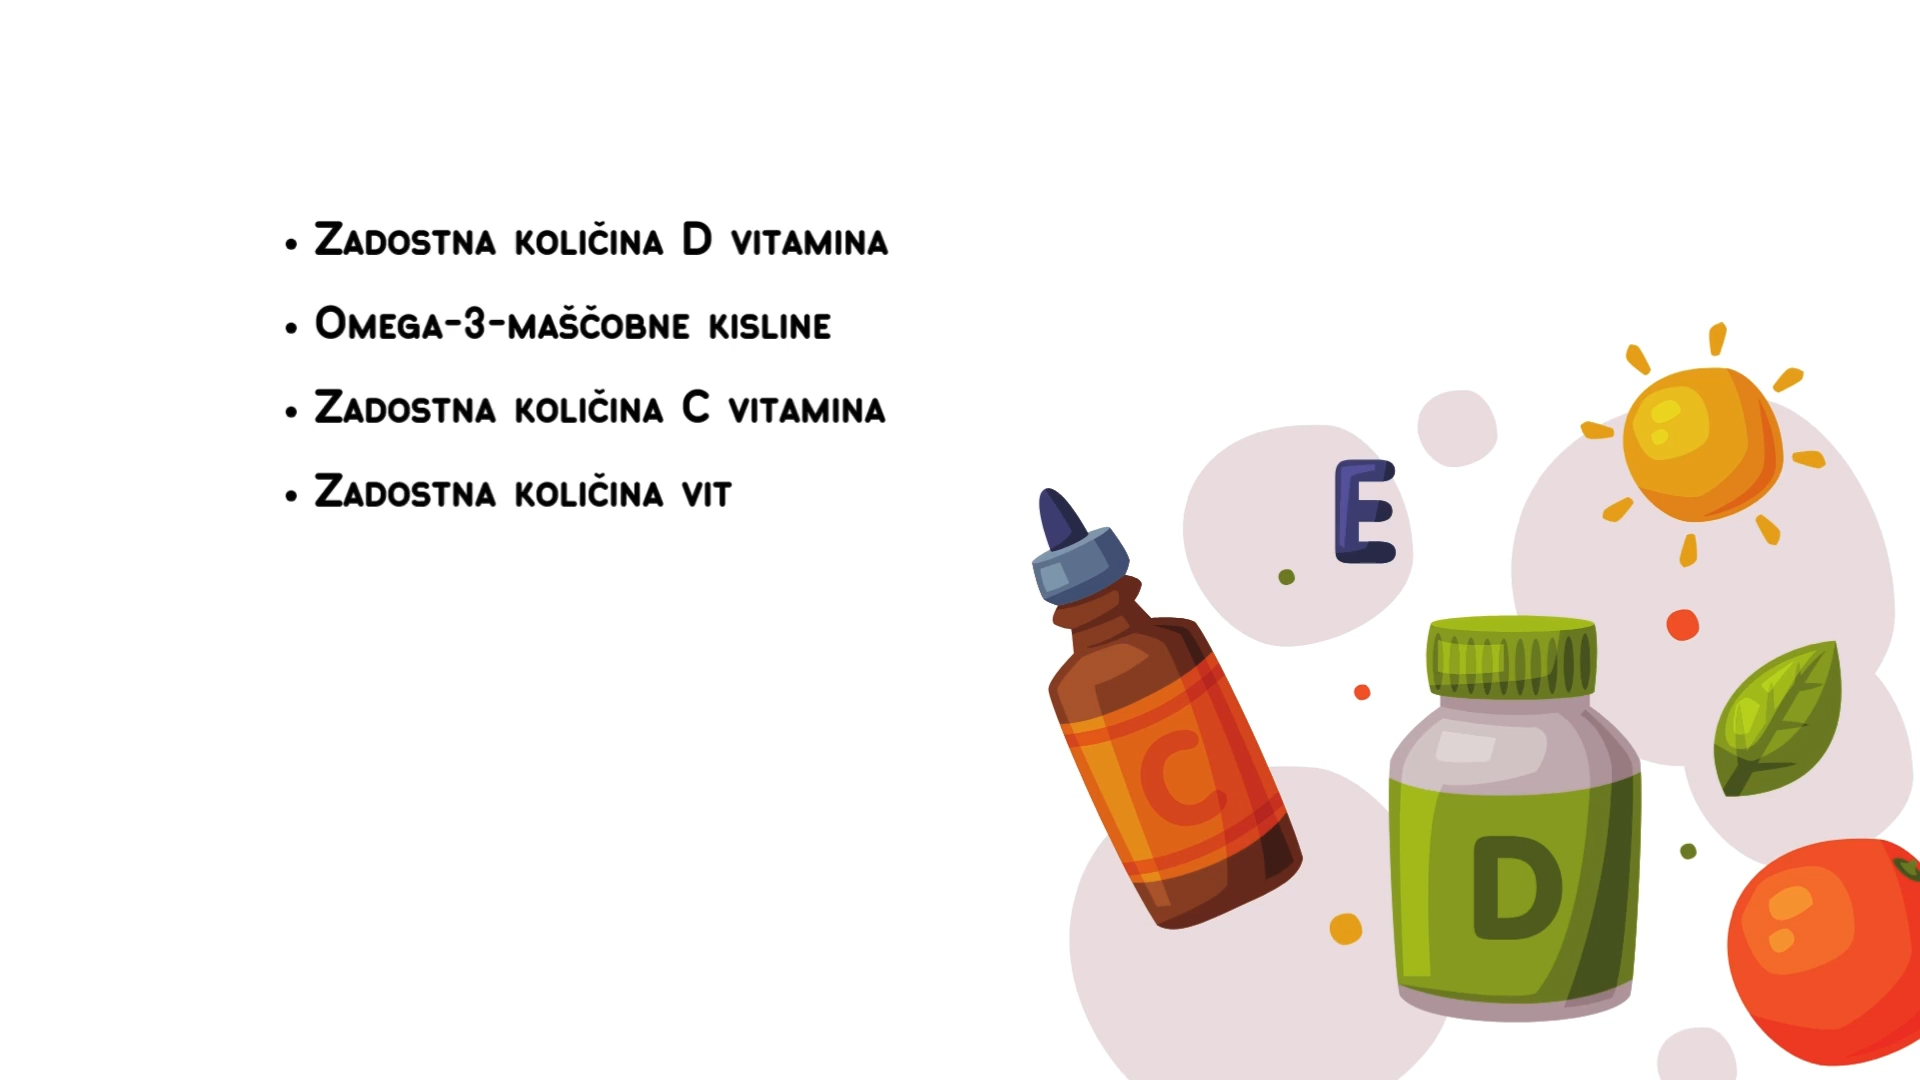 • Zadostna količina D vitamina
• Omega-3-maščobne kisline
• Zadostna količina C vitamina
• Zadostna količina vit
E
C
D